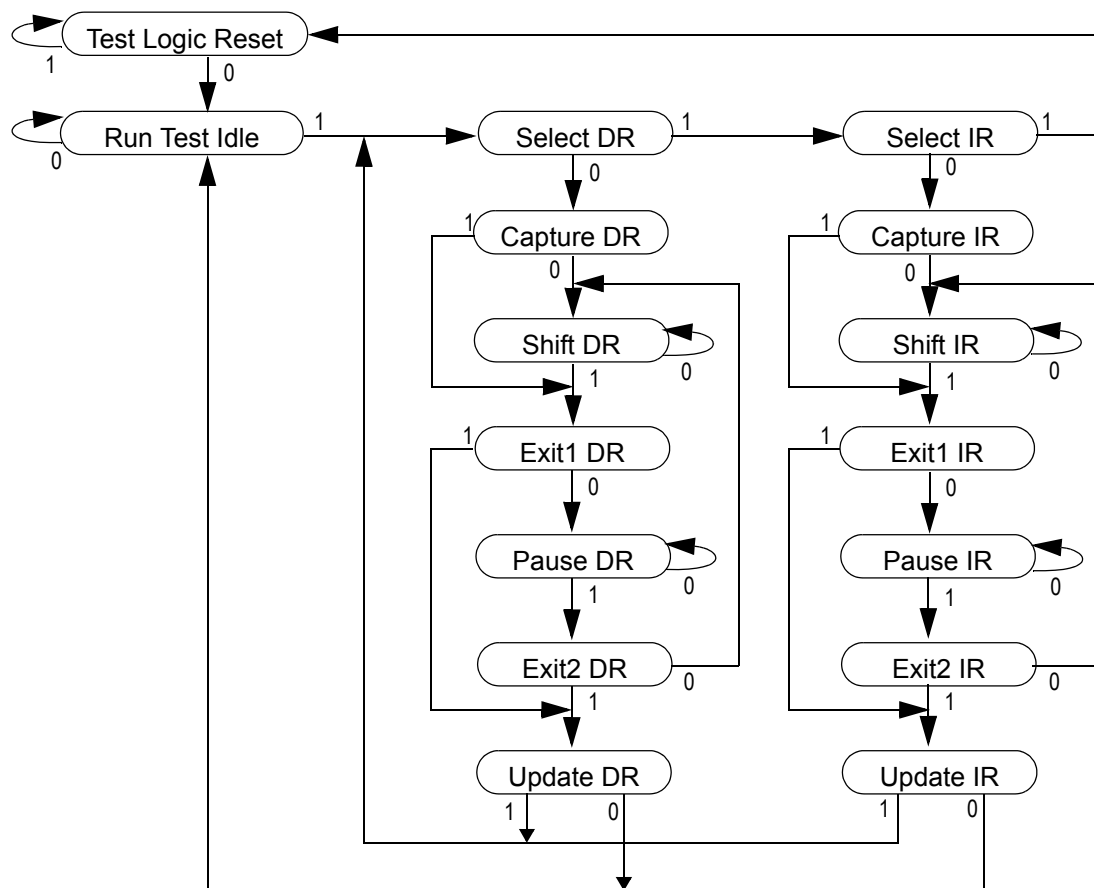 Test Logic Reset
1
0
Run Test Idle
0
1
Select DR
1
0
Select IR
1
0
Capture DR
1
0
Capture IR
1
0
Shift DR
0
1
Shift IR
0
1
Exit1 DR
1
0
Exit1 IR
1
0
Pause DR
0
1
Pause IR
0
1
Exit2 DR
0
1
Exit2 IR
0
1
Update DR
1
0
Update IR
1
0